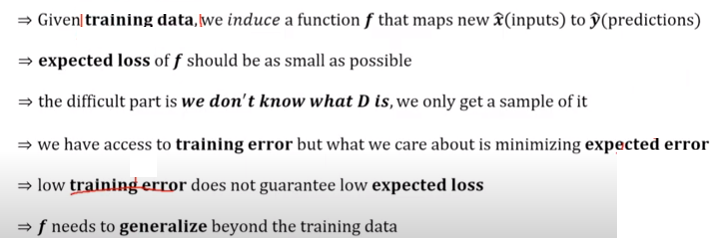 ⇒ Given training data, we induce a function f that maps new x̂(inputs) to ŷ(predictions)
⇒ expected loss of f should be as small as possible
⇒ the difficult part is we don't know what D is, we only get a sample of it
⇒ we have access to training error but what we care about is minimizing expected error
⇒ low training error does not guarantee low expected loss
⇒ f needs to generalize beyond the training data